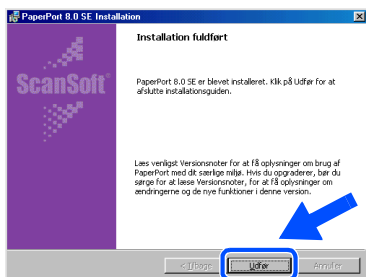 PaperPort 8.0 SE Installation
Installation fuldført
ScanSoft®
PaperPort 8.0 SE er blevet installeret. Klik på Udfør for at
afslutte installationsguiden.
Læs venligst Versionsnoter for at få oplysninger om brug af
PaperPort med dit særlige miljø. Hvis du opgraderer, bør du
sørge for at læse Versionsnoter, for at få oplysninger om
ændringerne og de nye funktioner i denne version.
< Tilbage
Udfør
Annuller